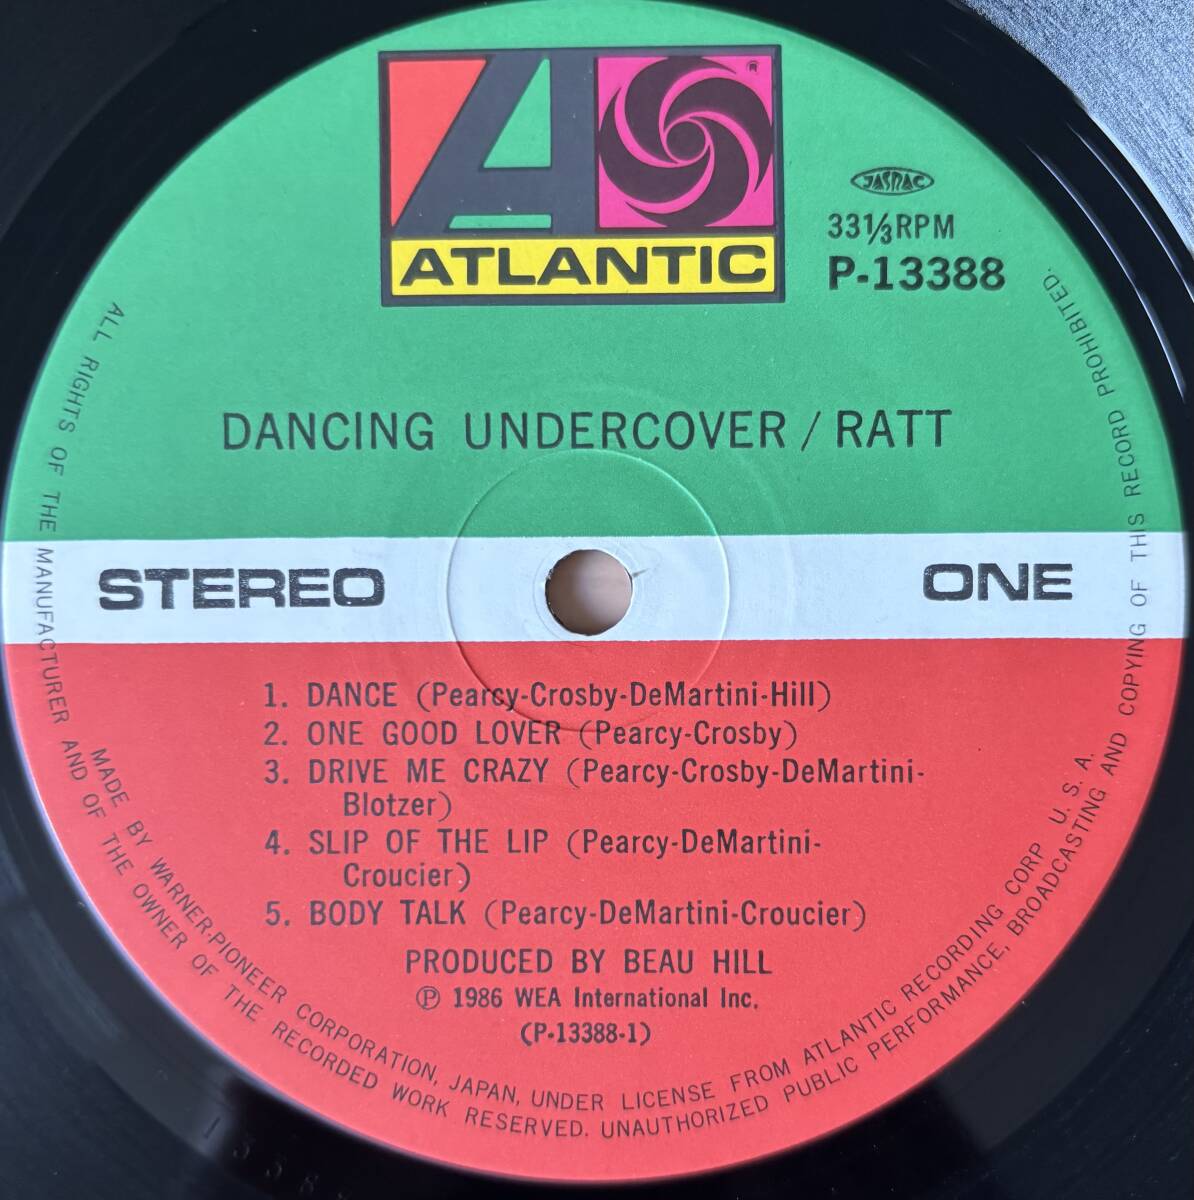 ATLANTIC
®
JASRAC
33⅓RPM
P-13388
DANCING UNDERCOVER / RATT
STEREO
ONE
1. DANCE (Pearcy-Crosby-DeMartini-Hill)
2. ONE GOOD LOVER (Pearcy-Crosby)
3. DRIVE ME CRAZY (Pearcy-Crosby-DeMartini-
Blotzer)
4. SLIP OF THE LIP (Pearcy-DeMartini-
Croucier)
5. BODY TALK (Pearcy-DeMartini-Croucier)
PRODUCED BY BEAU HILL
℗ 1986 WEA International Inc.
(P-13388-1)
MADE BY WARNER-PIONEER CORPORATION, JAPAN, UNDER LICENSE FROM ATLANTIC RECORDING CORP U. S. A.
ALL RIGHTS OF THE MANUFACTURER AND OF THE OWNER OF THE RECORDED WORK RESERVED. UNAUTHORIZED PUBLIC PERFORMANCE, BROADCASTING AND COPYING OF THIS RECORD PROHIBITED.